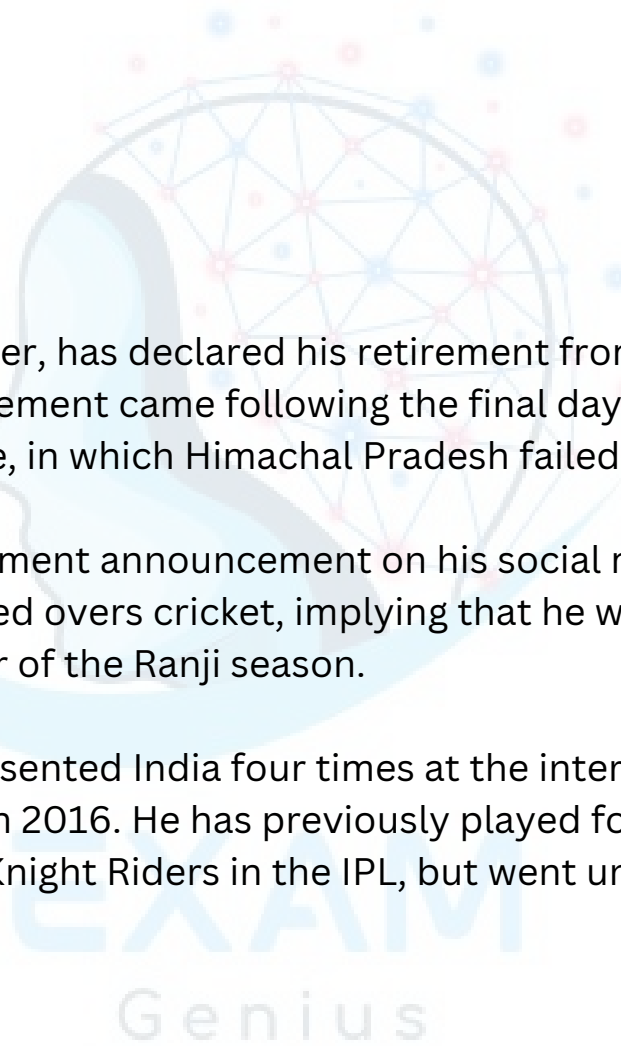 er, has declared his retirement fror
ement came following the final day
e, in which Himachal Pradesh failed
ment announcement on his social r
ed overs cricket, implying that he w
r of the Ranji season.
sented India four times at the inter
n 2016. He has previously played fo
Knight Riders in the IPL, but went ur
EXAM
Genius